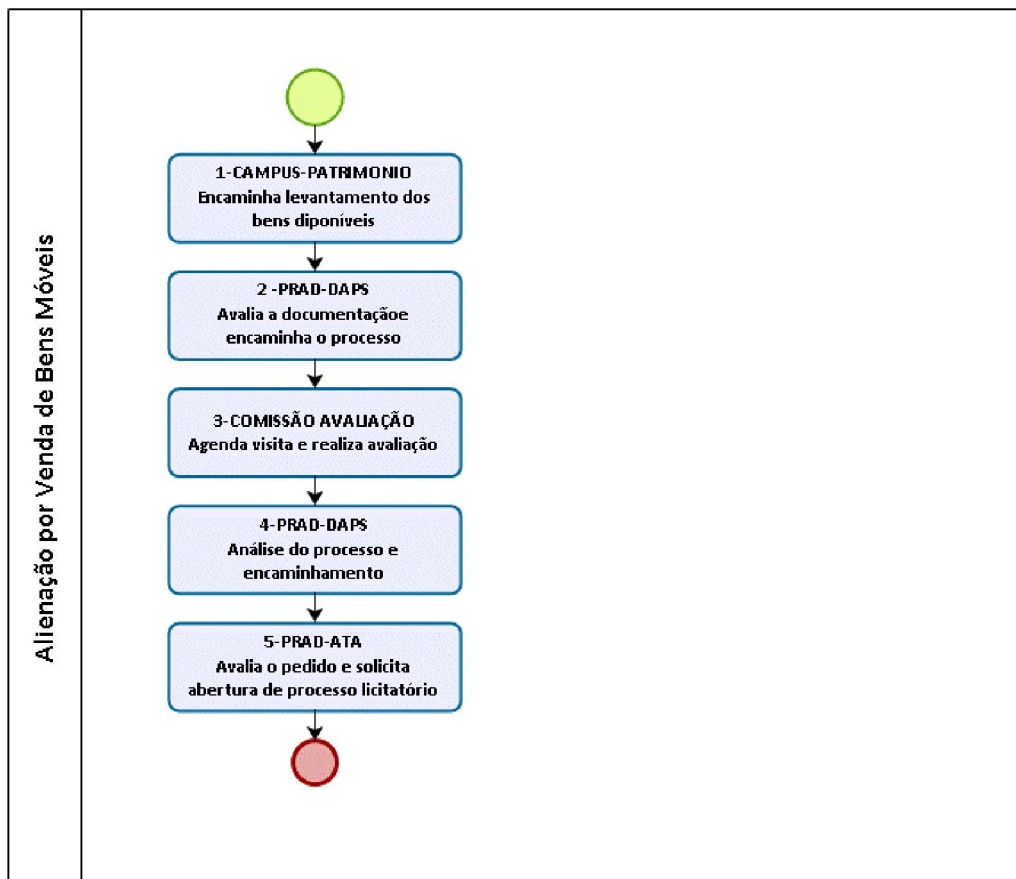 Alienação por Venda de Bens Móveis
1-CAMPUS-PATRIMONIO
Encaminha levantamento dos
bens diponíveis
2 -PRAD-DAPS
Avalia a documentaçãoe
encaminha o processo
3-COMISSÃO AVALIAÇÃO
Agenda visita e realiza avaliação
4-PRAD-DAPS
Análise do processo e
encaminhamento
5-PRAD-ATA
Avalia o pedido e solicita
abertura de processo licitatório